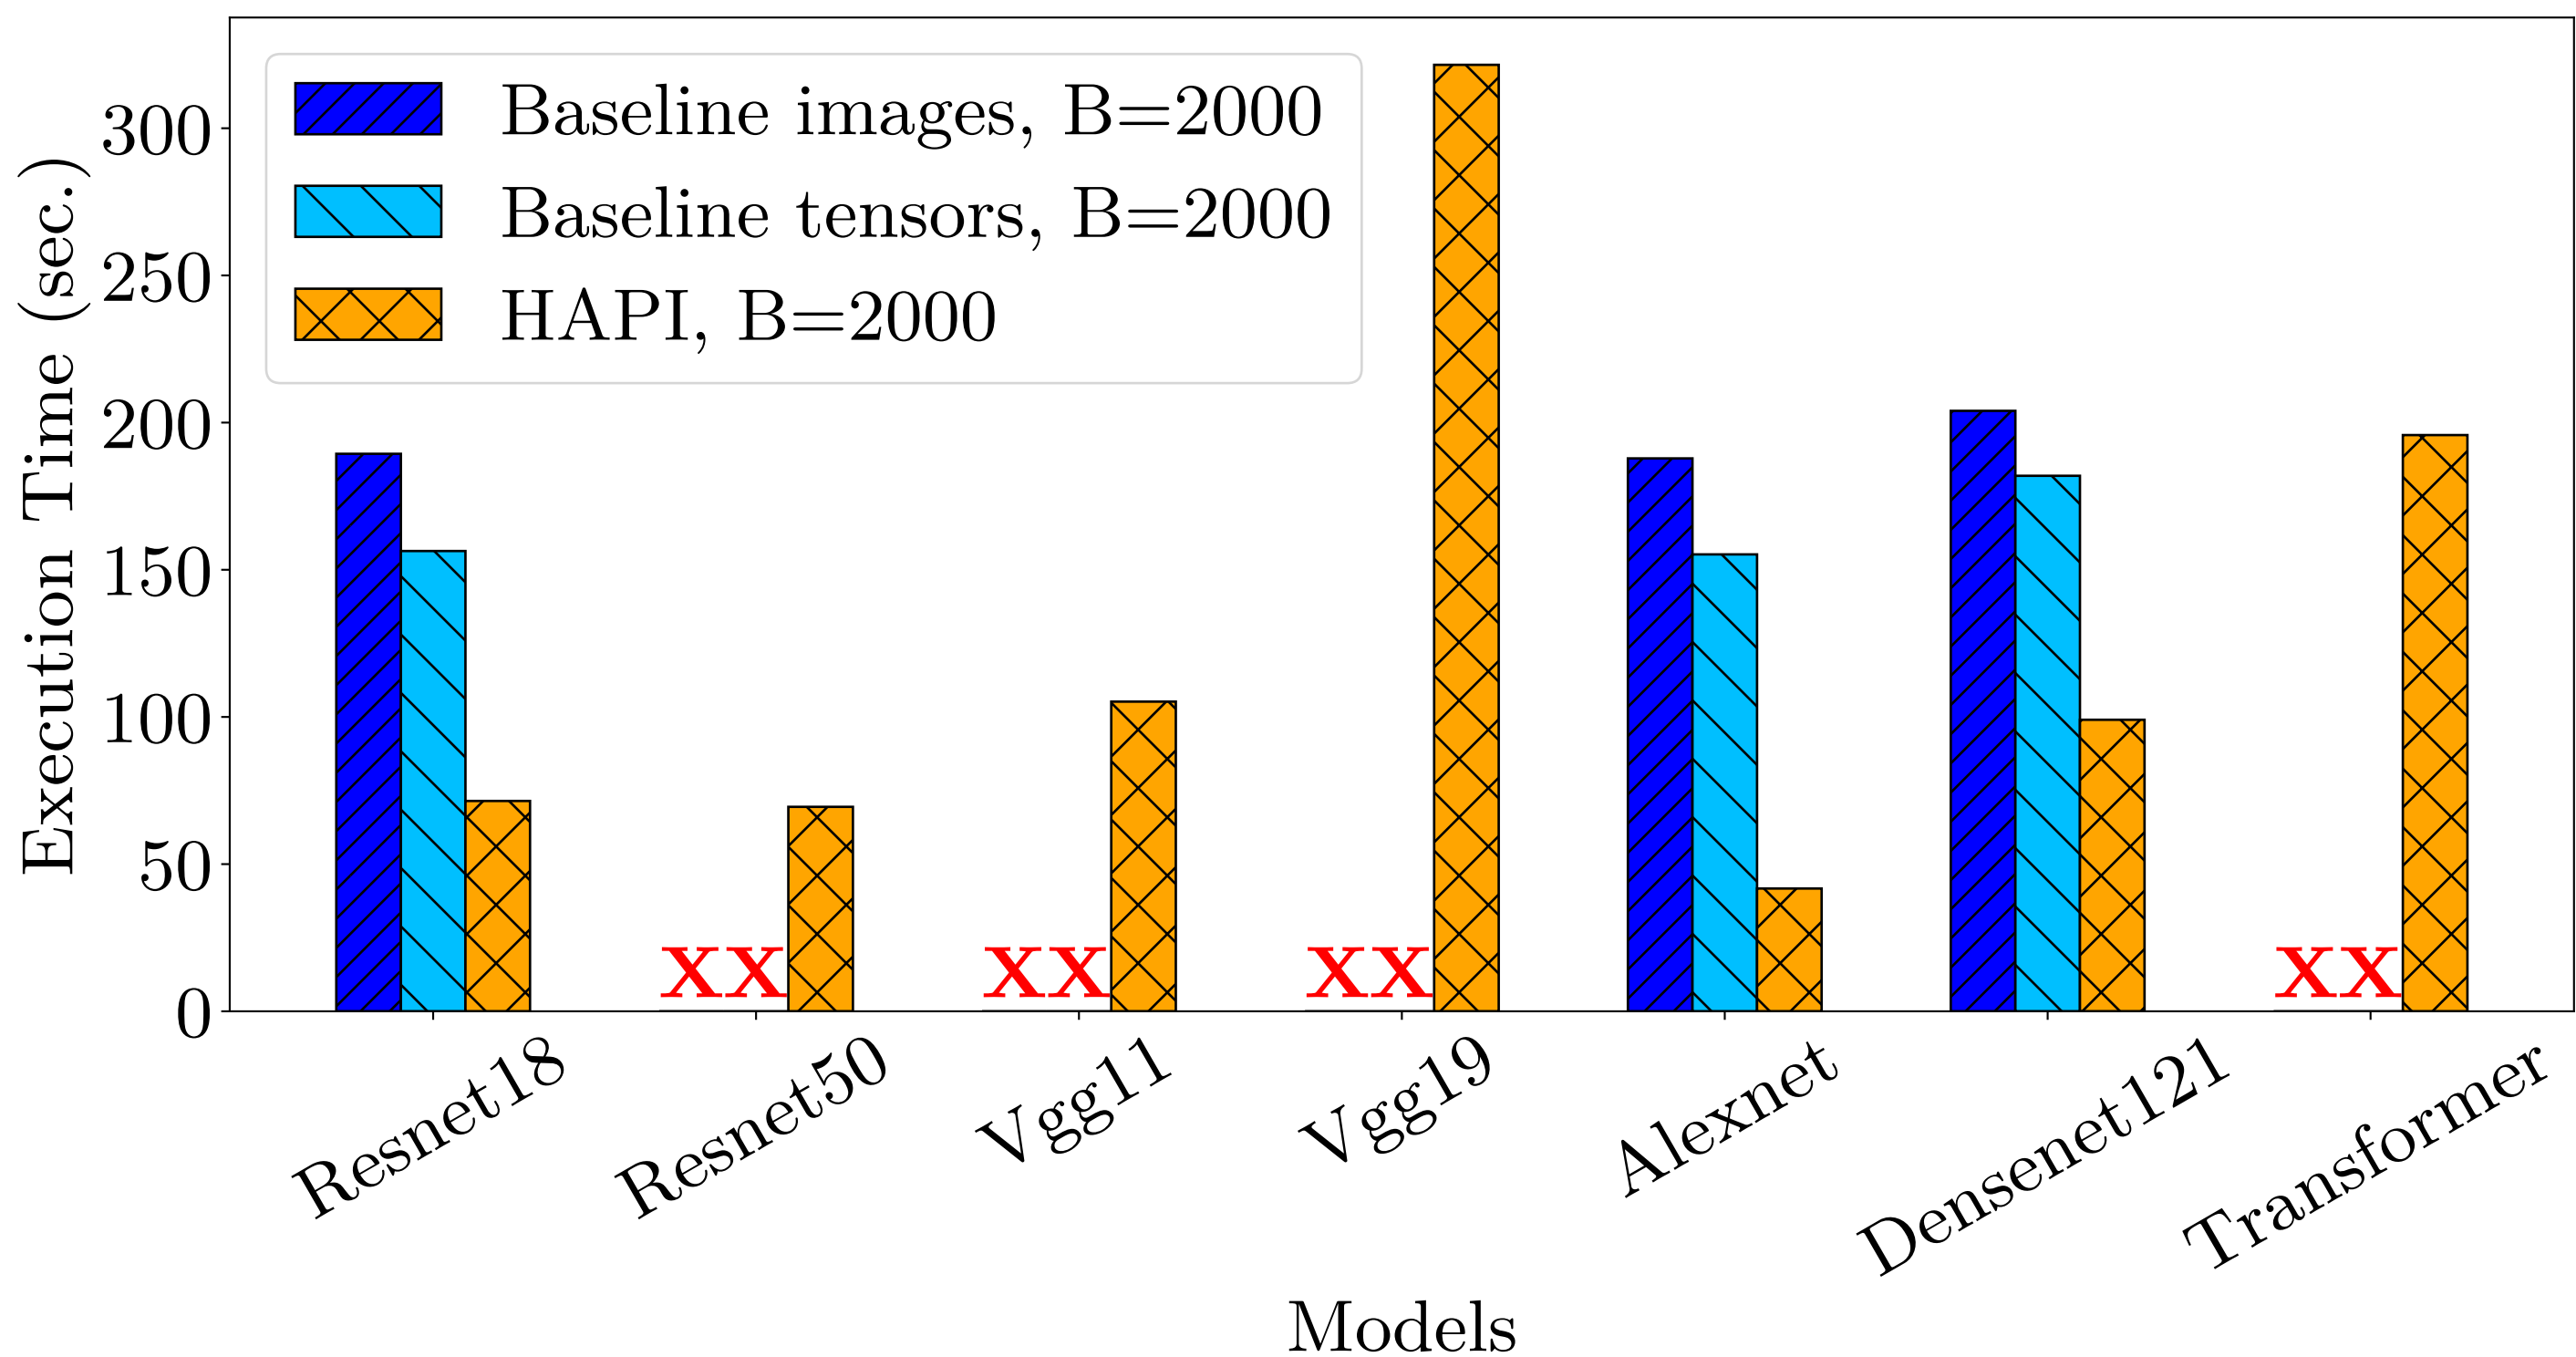 Baseline images, B=2000
Baseline tensors, B=2000
HAPI, B=2000
Execution Time (sec.)
300
250
200
150
100
50
0
xx xx xx xx
Resnet18 Resnet50 Vgg11 Vgg19 Alexnet Densenet121 Transformer
Models